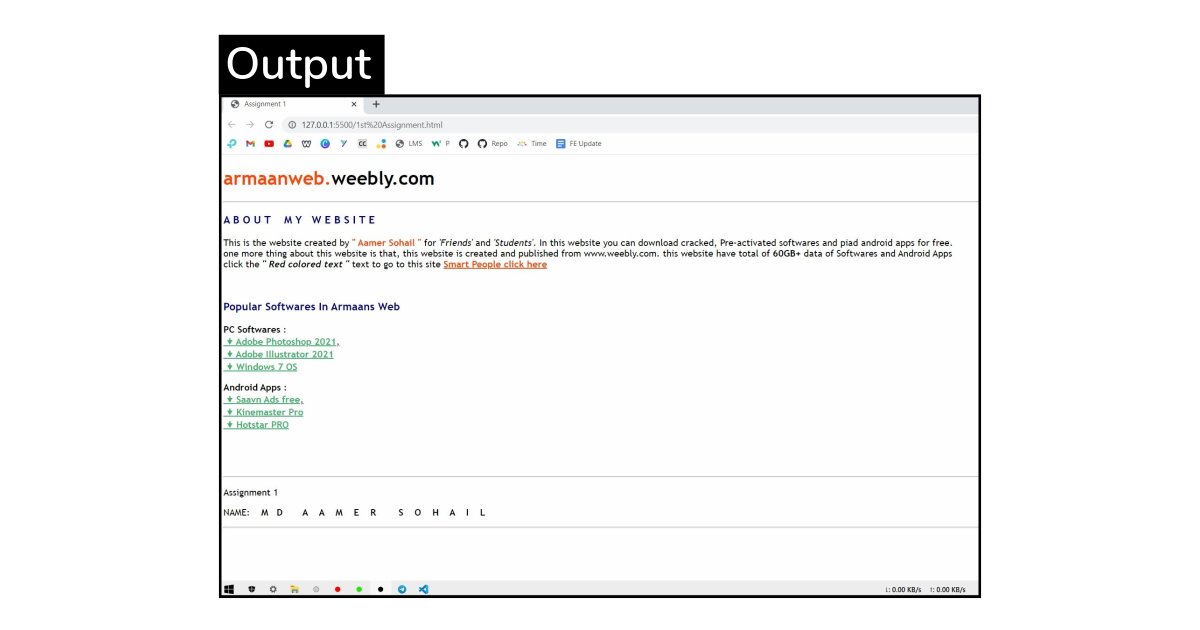 Output
Assignment 1
127.0.0.1:5500/1st%20Assignment.html
LMS P Repo Time FE Update
armaanweb.weebly.com
ABOUT MY WEBSITE
This is the website created by " Aamer Sohail " for 'Friends' and 'Students'. In this website you can download cracked, Pre-activated softwares and piad android apps for free.
one more thing about this website is that, this website is created and published from www.weebly.com. this website have total of 60GB+ data of Softwares and Android Apps
click the " Red colored text " text to go to this site Smart People click here
Popular Softwares In Armaans Web
PC Softwares :
Adobe Photoshop 2021,
Adobe Illustrator 2021
Windows 7 OS
Android Apps :
Saavn Ads free,
Kinemaster Pro
Hotstar PRO
Assignment 1
NAME: MD AAMER SOHAIL
↓: 0.00 KB/s ↑: 0.00 KB/s